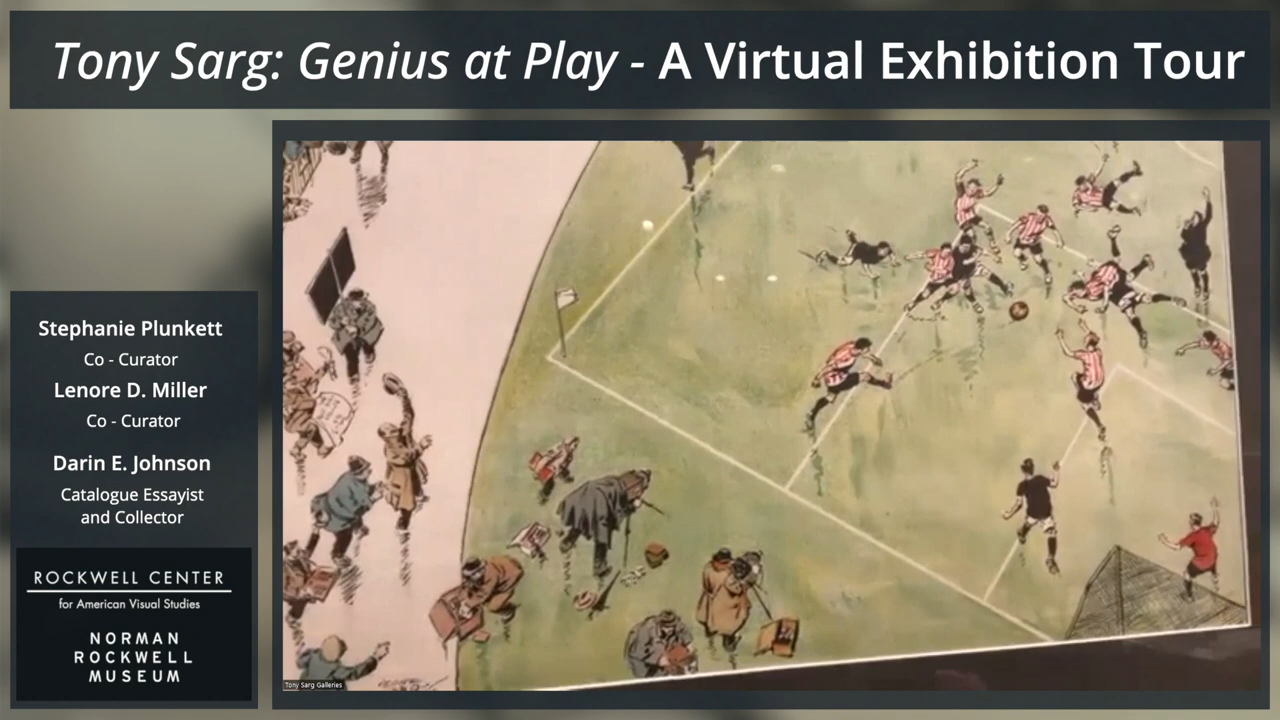 Tony Sarg: Genius at Play - A Virtual Exhibition Tour
Stephanie Plunkett
Co - Curator
Lenore D. Miller
Co - Curator
Darin E. Johnson
Catalogue Essayist
and Collector
ROCKWELL CENTER
for American Visual Studies
NORMAN
ROCKWELL
MUSEUM
Tony Sarg Galleries